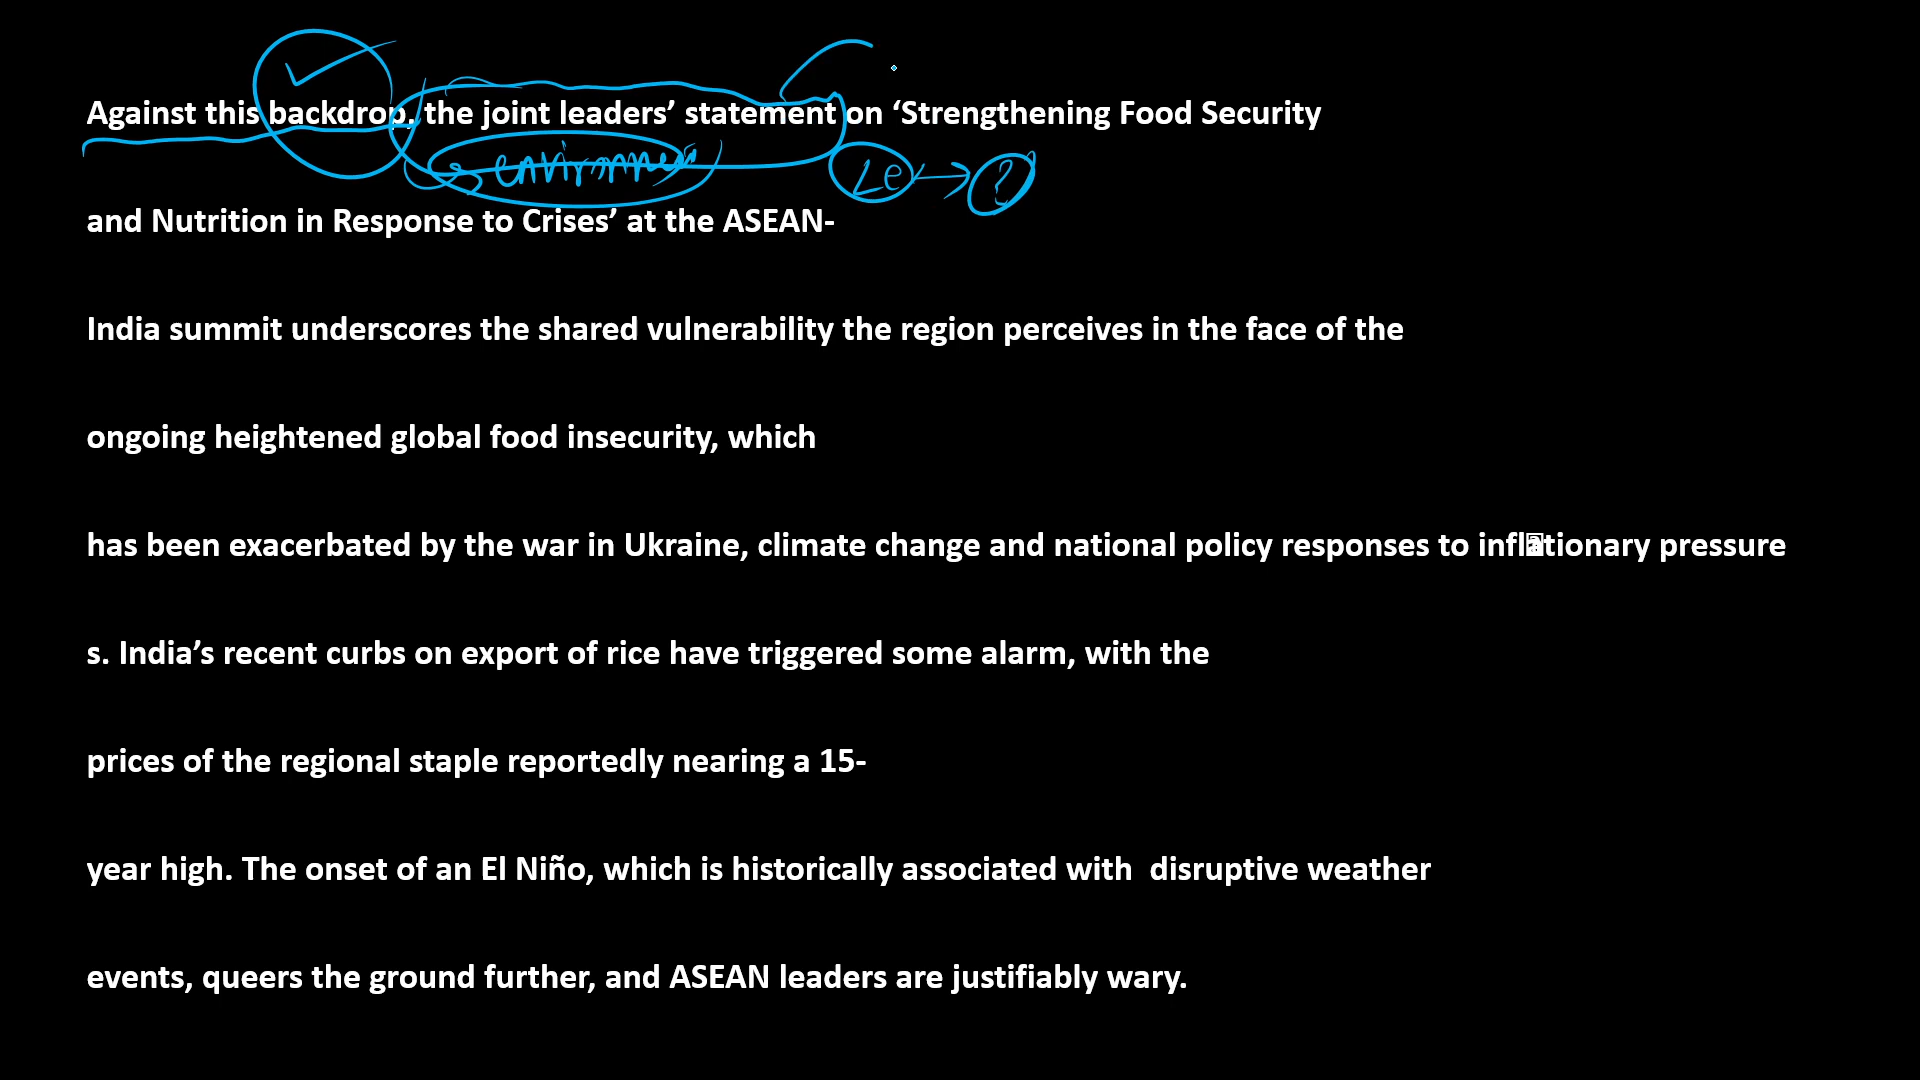 Against this backdrop, the joint leaders’ statement on ‘Strengthening Food Security
environmen
Le ?
and Nutrition in Response to Crises’ at the ASEAN-
India summit underscores the shared vulnerability the region perceives in the face of the
ongoing heightened global food insecurity, which
has been exacerbated by the war in Ukraine, climate change and national policy responses to inflationary pressure
s. India’s recent curbs on export of rice have triggered some alarm, with the
prices of the regional staple reportedly nearing a 15-
year high. The onset of an El Niño, which is historically associated with  disruptive weather
events, queers the ground further, and ASEAN leaders are justifiably wary.